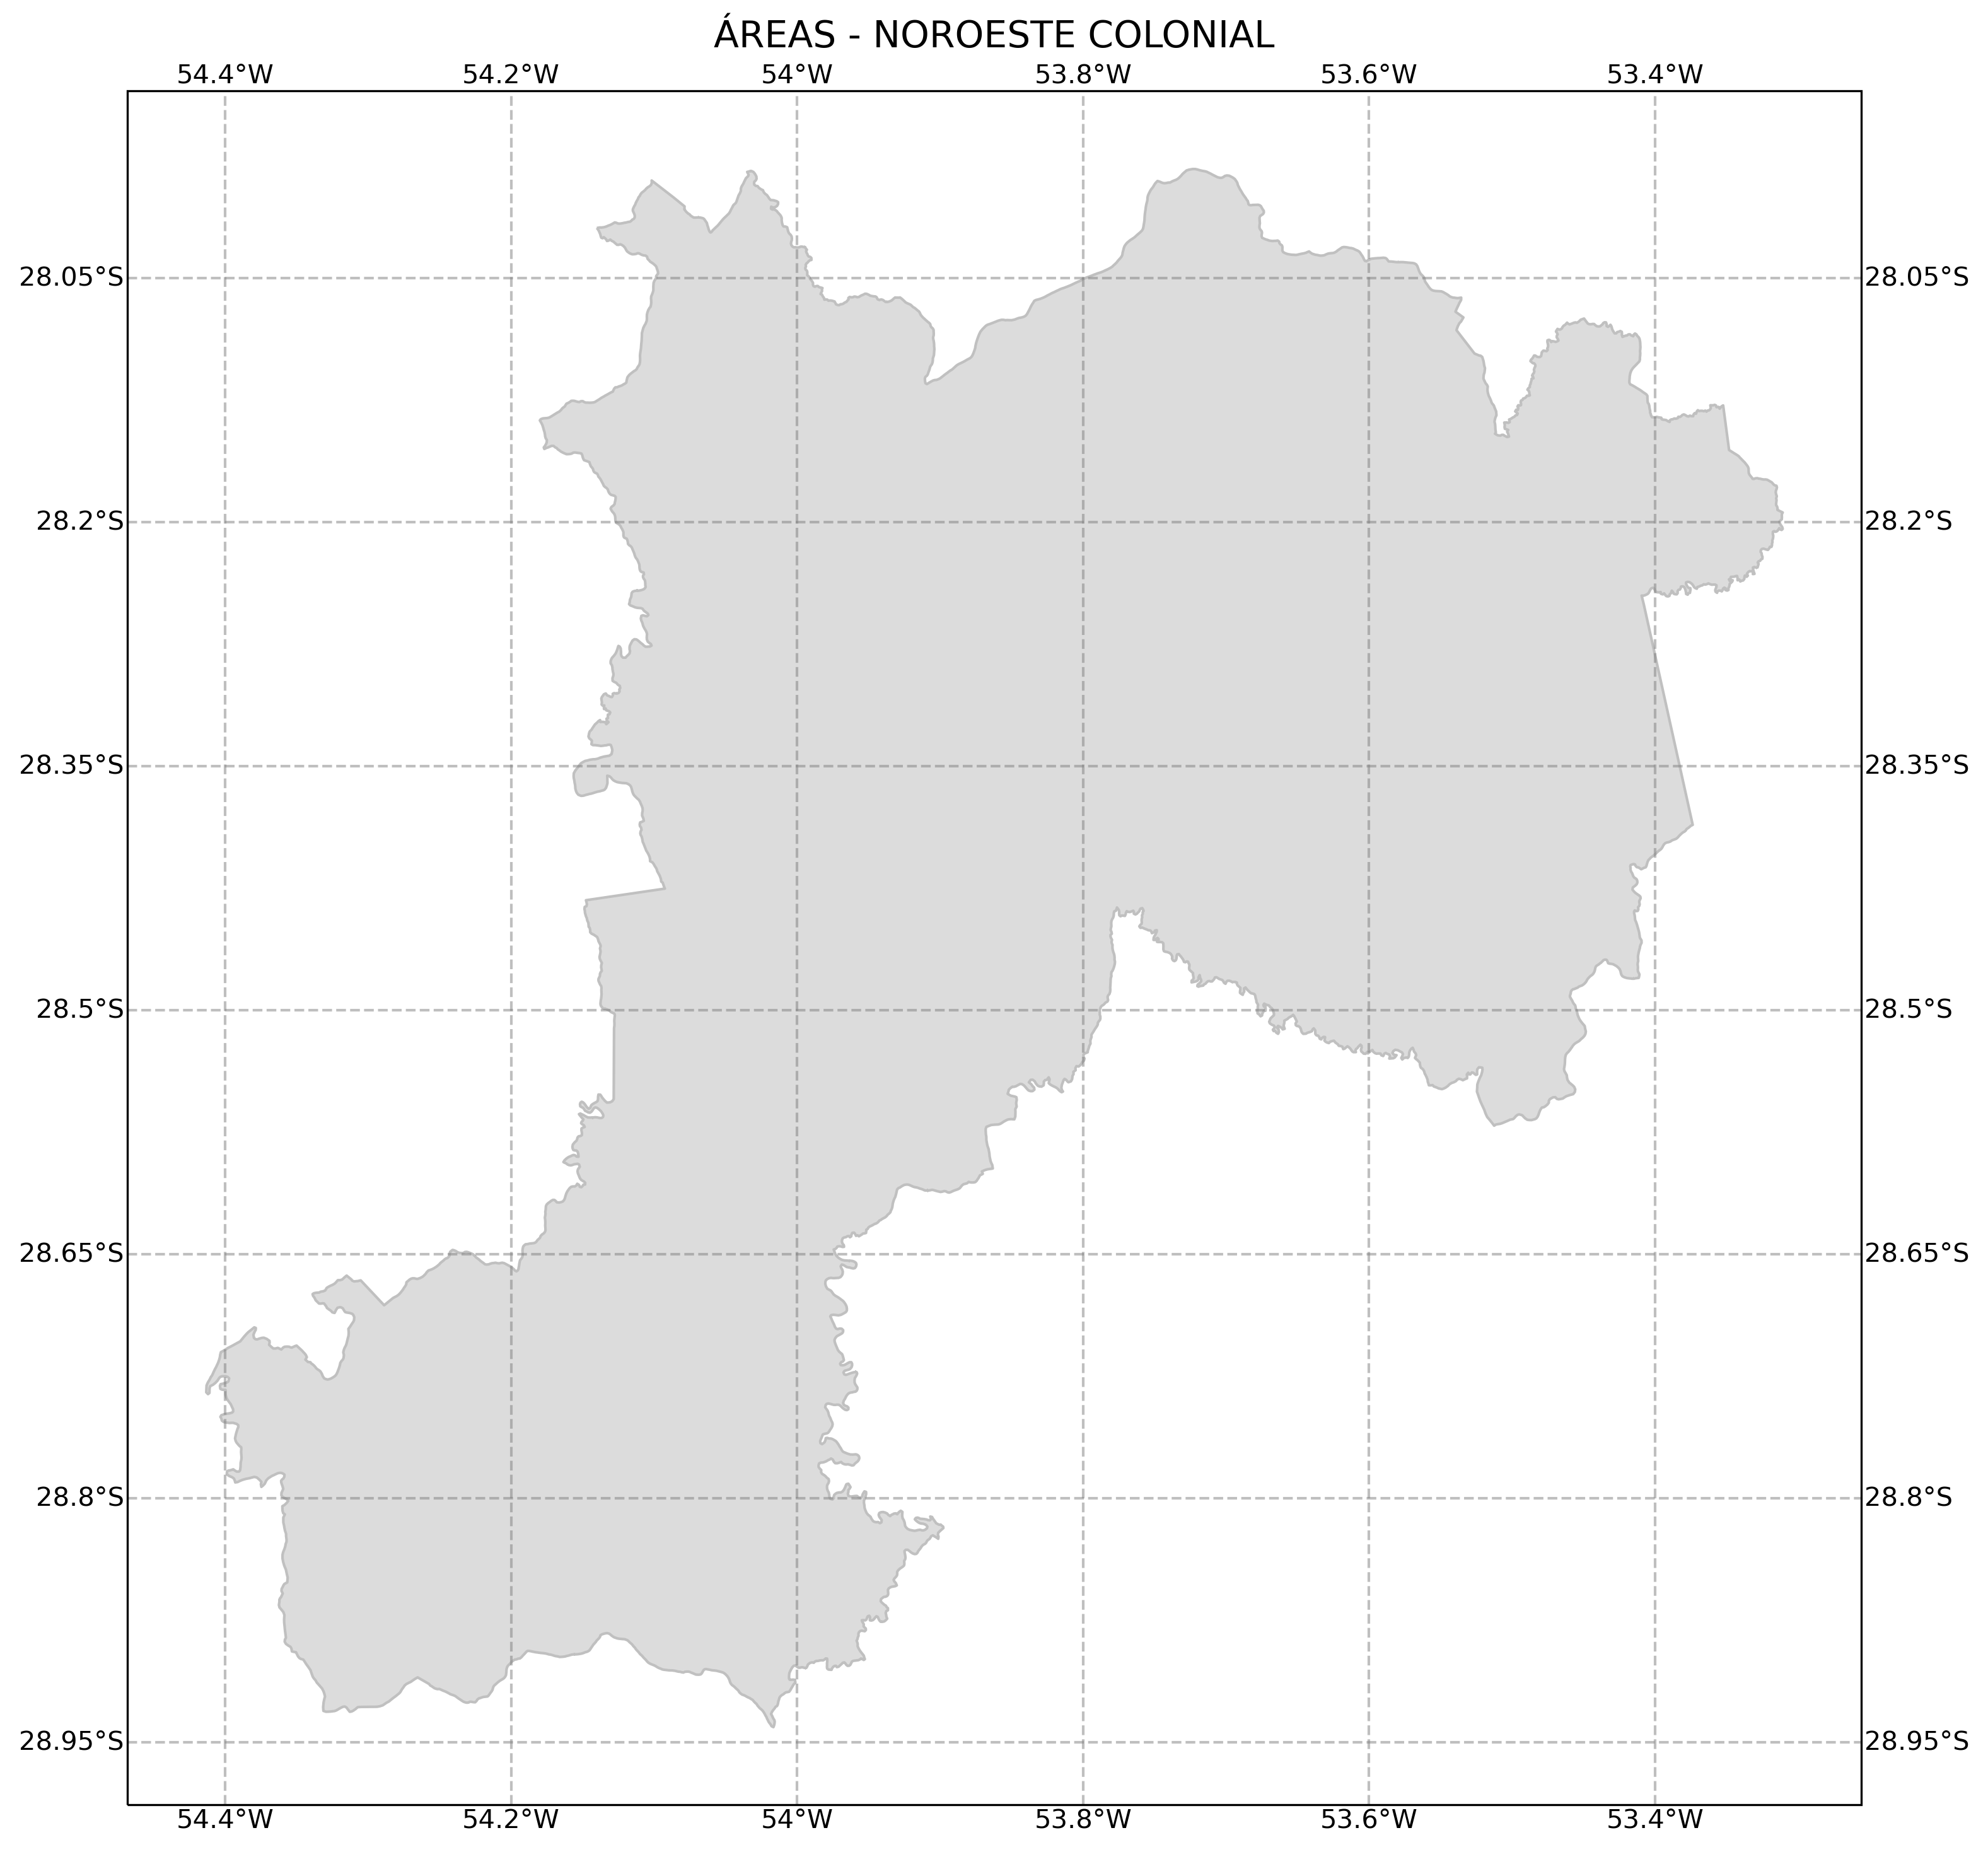 ÁREAS - NOROESTE COLONIAL
54.4°W 54.2°W 54°W 53.8°W 53.6°W 53.4°W
28.05°S 28.05°S
28.2°S 28.2°S
28.35°S 28.35°S
28.5°S 28.5°S
28.65°S 28.65°S
28.8°S 28.8°S
28.95°S 28.95°S
54.4°W 54.2°W 54°W 53.8°W 53.6°W 53.4°W